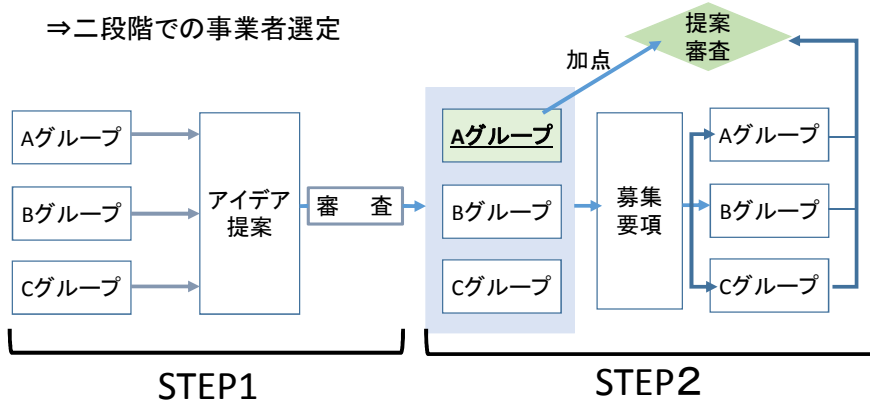 ⇒二段階での事業者選定
Aグループ
Bグループ
Cグループ
アイデア
提案
審　査
STEP1
Aグループ
Bグループ
Cグループ
加点
提案
審査
募集
要項
Aグループ
Bグループ
Cグループ
STEP２